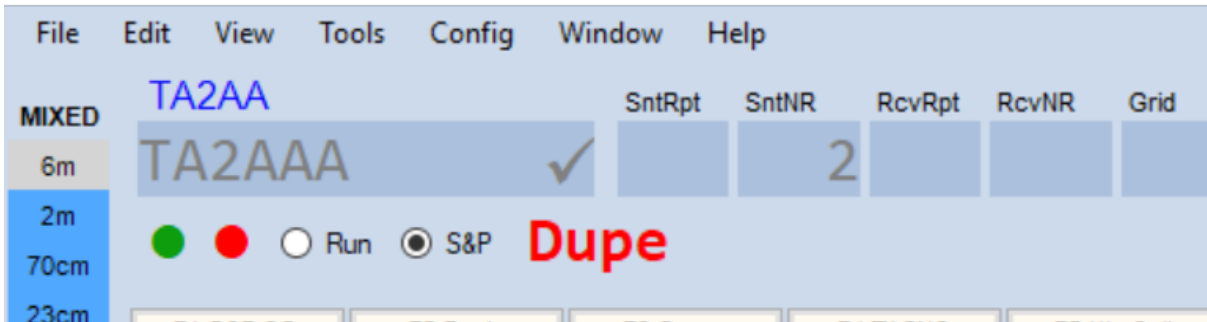 File Edit View Tools Config Window Help
TA2AA
MIXED SntRpt SntNR RcvRpt RcvNR Grid
6m TA2AAA ✓ 2
2m
Run S&P Dupe
70cm
23cm